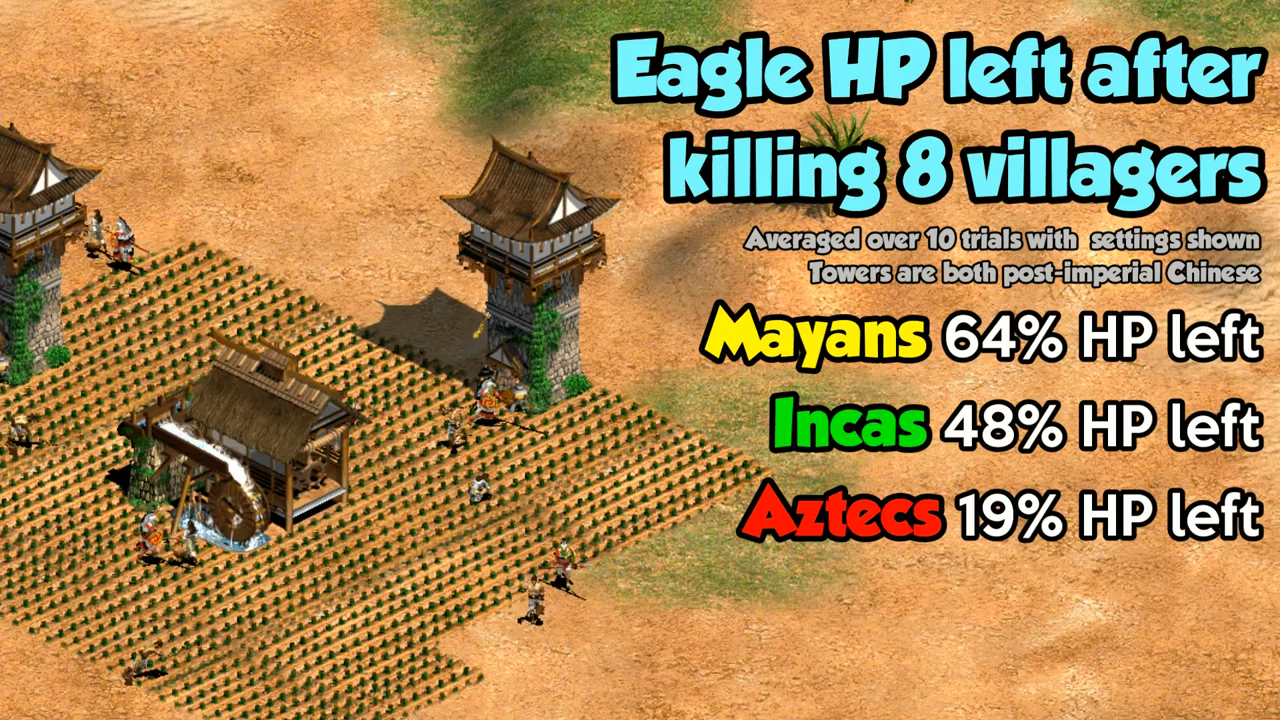 Eagle HP left after
killing 8 villagers
Averaged over 10 trials with settings shown
Towers are both post-imperial Chinese
Mayans 64% HP left
Incas 48% HP left
Aztecs 19% HP left